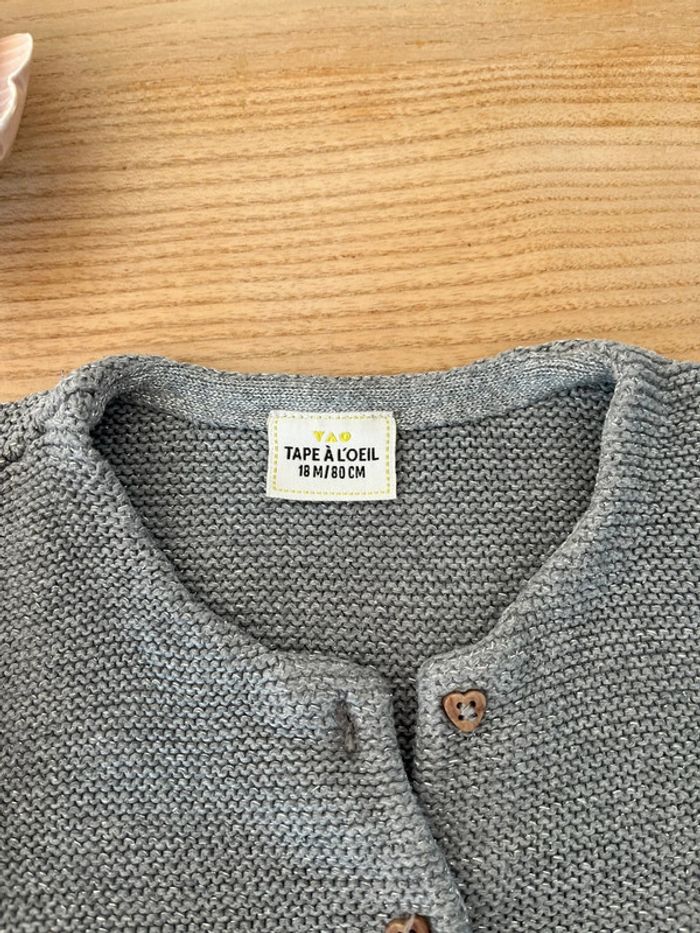 TAO
TAPE À L'OEIL
18 M/80 CM